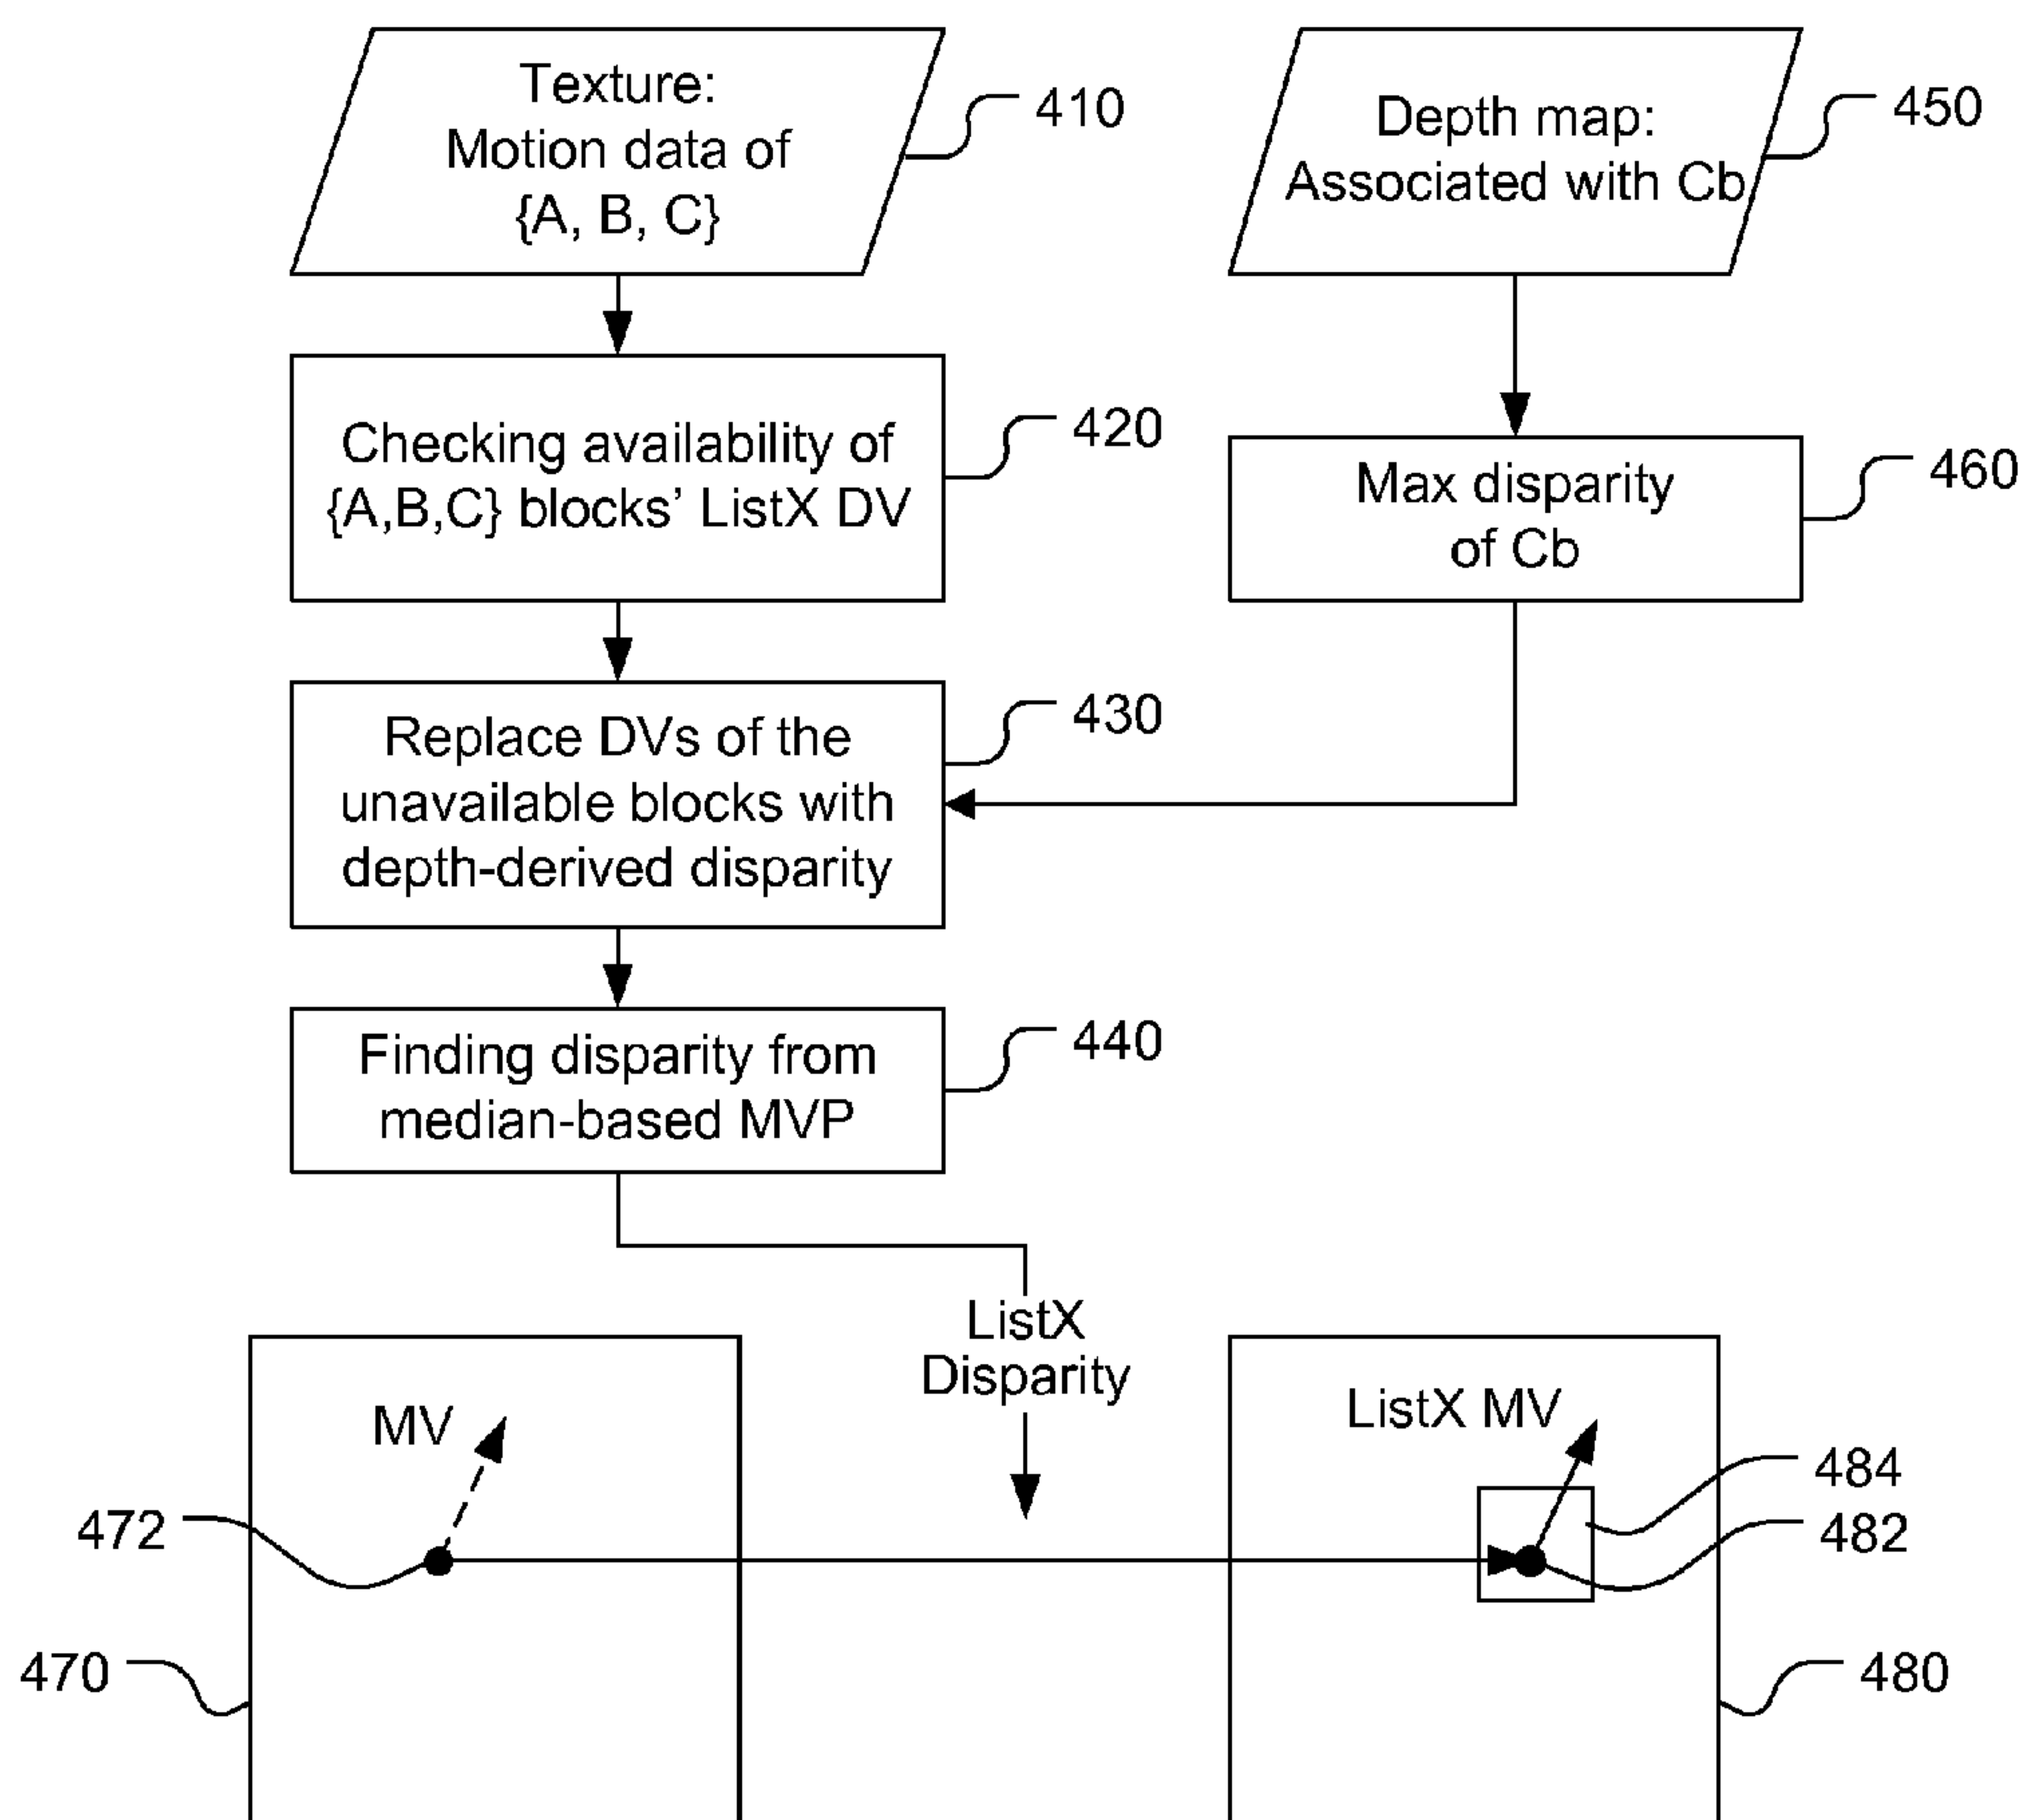 Texture:
Motion data of
{A, B, C}
410
Depth map:
Associated with Cb
450
Checking availability of
{A,B,C} blocks’ ListX DV
420
Max disparity
of Cb
460
Replace DVs of the
unavailable blocks with
depth-derived disparity
430
Finding disparity from
median-based MVP
440
ListX
Disparity
MV
ListX MV
472
484
482
470
480